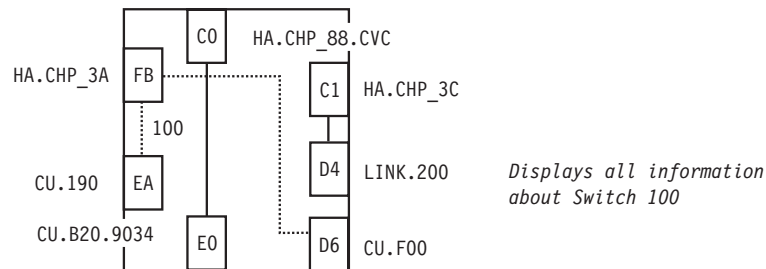 C0 HA.CHP_88.CVC
HA.CHP_3A FB
C1 HA.CHP_3C
100
CU.190 EA
D4 LINK.200
Displays all information
about Switch 100
CU.B20.9034 E0
D6 CU.F00